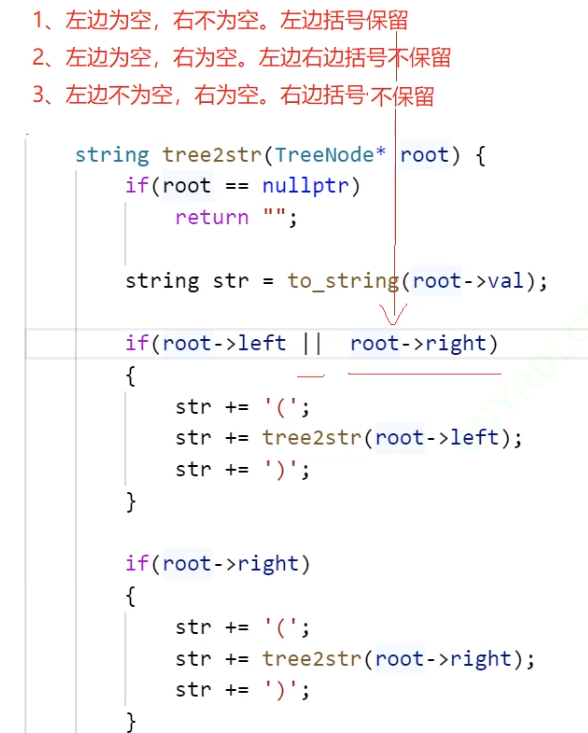 1、左边为空，右不为空。左边括号保留
2、左边为空，右为空。左边右边括号不保留
3、左边不为空，右为空。右边括号不保留
string tree2str(TreeNode* root) {
if(root == nullptr)
return "";
string str = to_string(root->val);
if(root->left || root->right)
{
str += '(';
str += tree2str(root->left);
str += ')';
}
if(root->right)
{
str += '(';
str += tree2str(root->right);
str += ')';
}